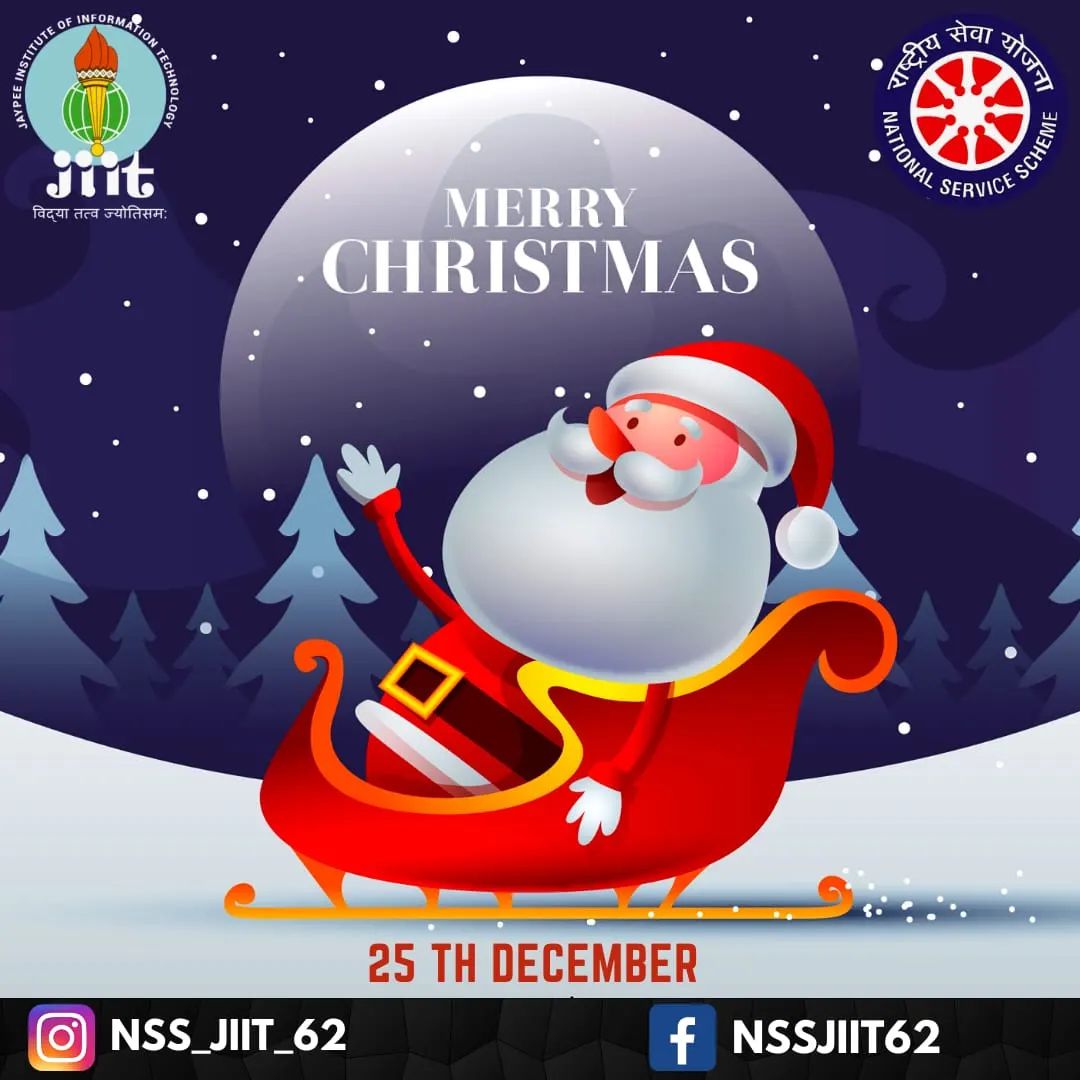 JAYPEE INSTITUTE OF INFORMATION TECHNOLOGY
jiit
विद्या तत्व ज्योतिसम:
राष्ट्रीय सेवा योजना
NATIONAL SERVICE SCHEME
MERRY
CHRISTMAS
25 TH DECEMBER
NSS_JIIT_62
NSSJIIT62